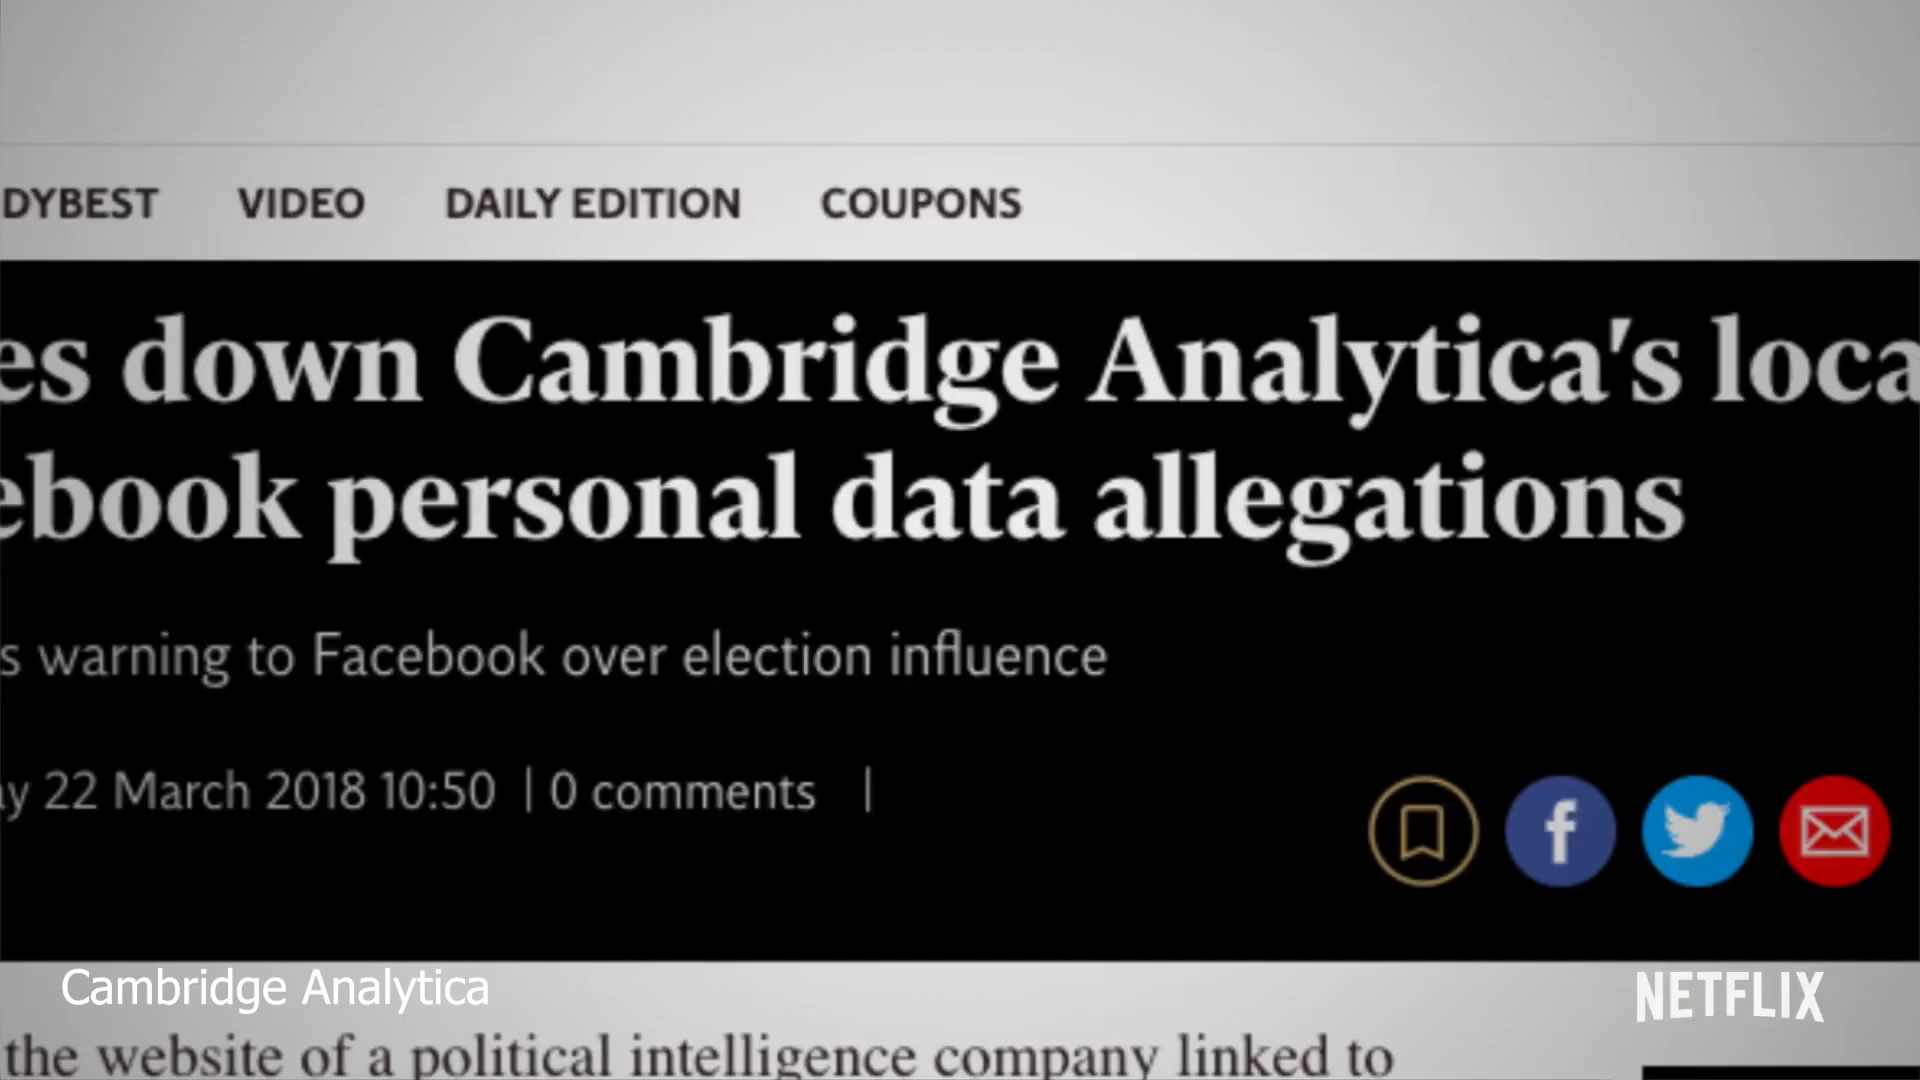 DYBEST VIDEO DAILY EDITION COUPONS
es down Cambridge Analytica's loca
ebook personal data allegations
s warning to Facebook over election influence
ay 22 March 2018 10:50 | 0 comments |
Cambridge Analytica
NETFLIX
the website of a political intelligence company linked to